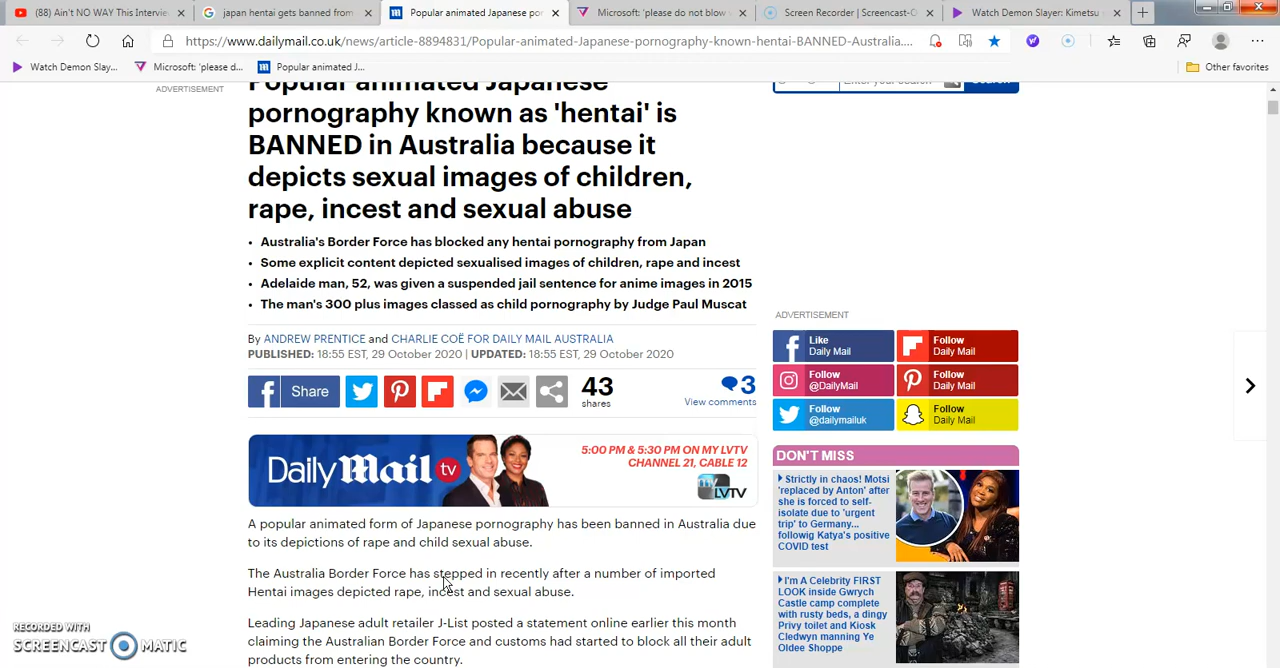 (88) Ain't NO WAY This Intervie
japan hentai gets banned from
Popular animated Japanese por
Microsoft: 'please do not blow
Screen Recorder | Screencast-O
Watch Demon Slayer: Kimetsu
https://www.dailymail.co.uk/news/article-8894831/Popular-animated-Japanese-pornography-known-hentai-BANNED-Australia....
Watch Demon Slay...
Microsoft: 'please d...
Popular animated J...
Other favorites
ADVERTISEMENT
Popular animated Japanese
pornography known as 'hentai' is
BANNED in Australia because it
depicts sexual images of children,
rape, incest and sexual abuse
• Australia's Border Force has blocked any hentai pornography from Japan
• Some explicit content depicted sexualised images of children, rape and incest
• Adelaide man, 52, was given a suspended jail sentence for anime images in 2015
• The man's 300 plus images classed as child pornography by Judge Paul Muscat
By ANDREW PRENTICE and CHARLIE COË FOR DAILY MAIL AUSTRALIA
PUBLISHED: 18:55 EST, 29 October 2020 | UPDATED: 18:55 EST, 29 October 2020
Share
43
shares
3
View comments
Daily Mail tv
5:00 PM & 5:30 PM ON MY LVTV
CHANNEL 21, CABLE 12
my LVTV
A popular animated form of Japanese pornography has been banned in Australia due
to its depictions of rape and child sexual abuse.
The Australia Border Force has stepped in recently after a number of imported
Hentai images depicted rape, incest and sexual abuse.
Leading Japanese adult retailer J-List posted a statement online earlier this month
claiming the Australian Border Force and customs had started to block all their adult
products from entering the country.
Enter your search
Search
ADVERTISEMENT
Like
Daily Mail
Follow
Daily Mail
Follow
@DailyMail
Follow
Daily Mail
Follow
@dailymailuk
Follow
Daily Mail
DON'T MISS
Strictly in chaos! Motsi
'replaced by Anton' after
she is forced to self-
isolate due to 'urgent
trip' to Germany...
followig Katya's positive
COVID test
I'm A Celebrity FIRST
LOOK inside Gwrych
Castle camp complete
with rusty beds, a dingy
Privy toilet and Kiosk
Cledwyn manning Ye
Oldee Shoppe
RECORDED WITH
SCREENCAST MATIC